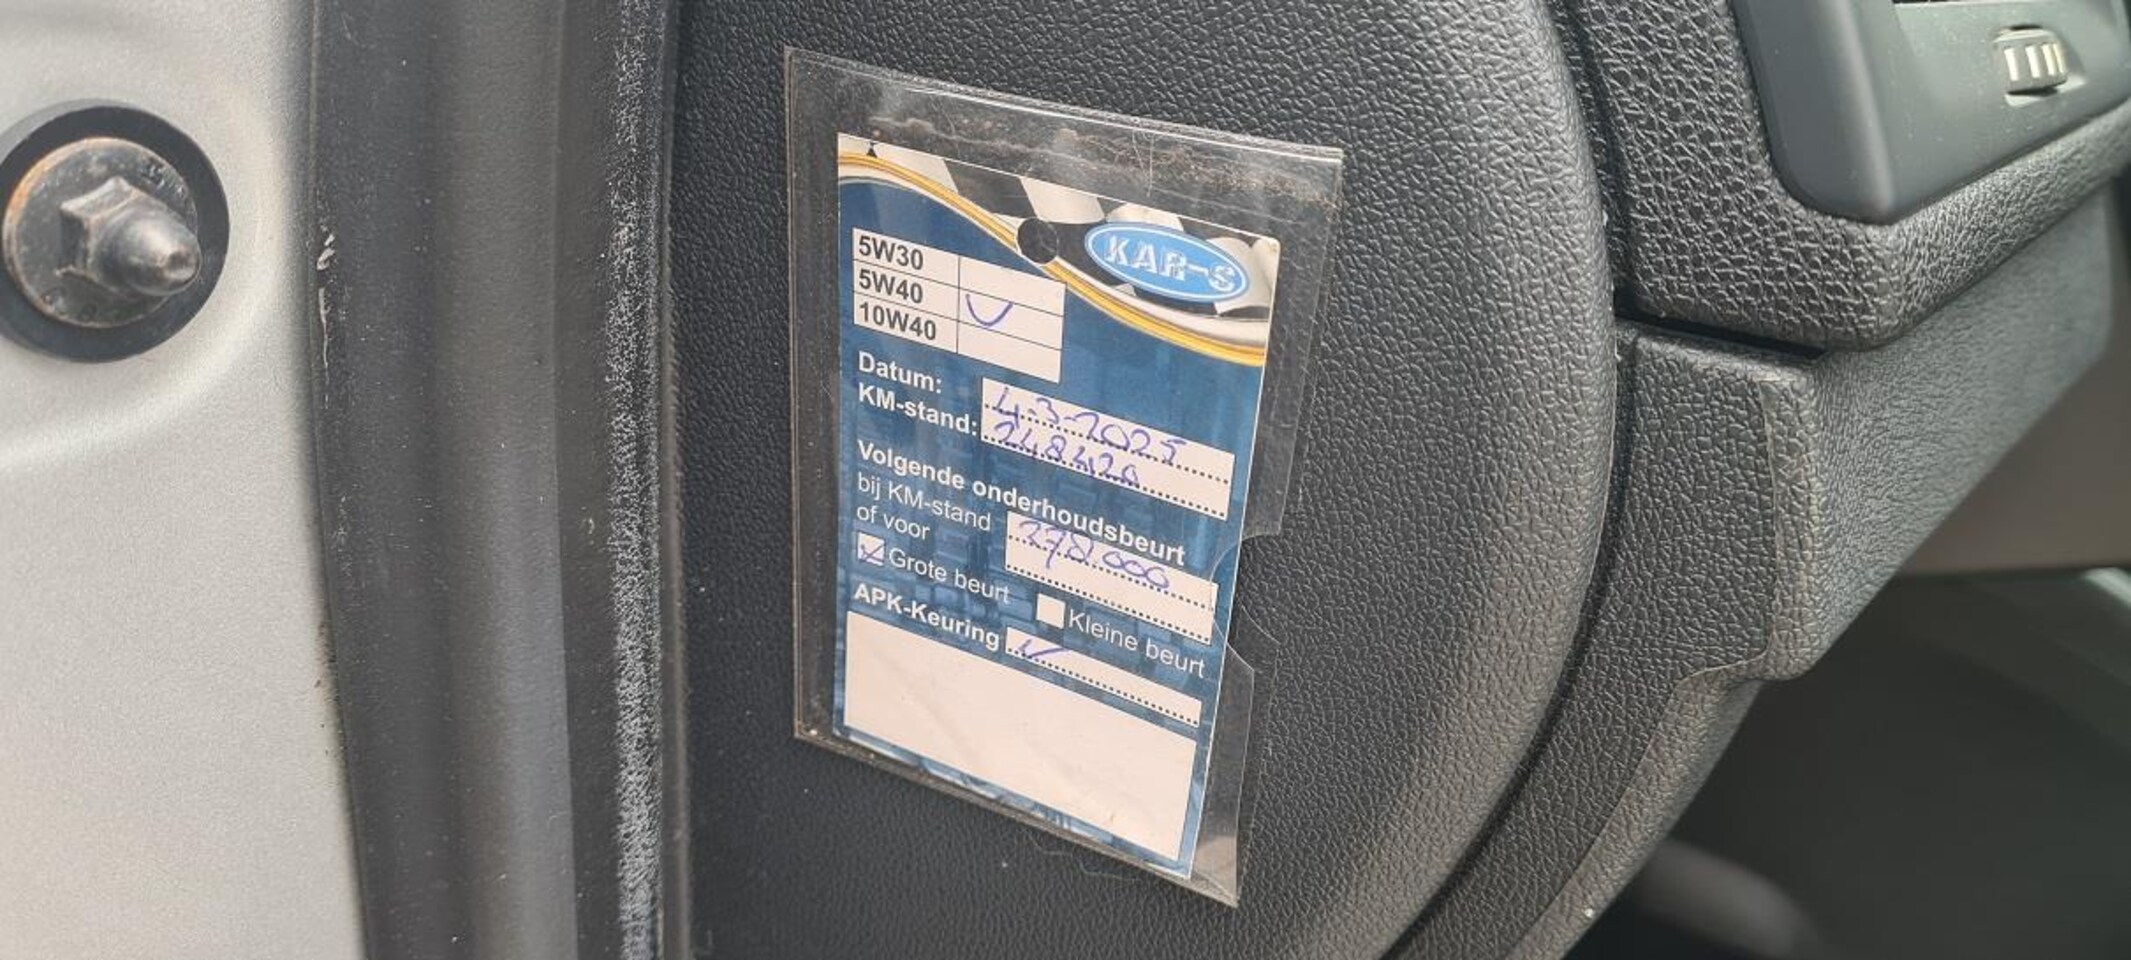 KAR-S
5W30
5W40
10W40
Datum: 4-3-2025
KM-stand: 248420
Volgende onderhoudsbeurt
bij KM-stand 278.000
of voor
Grote beurt Kleine beurt
APK-Keuring